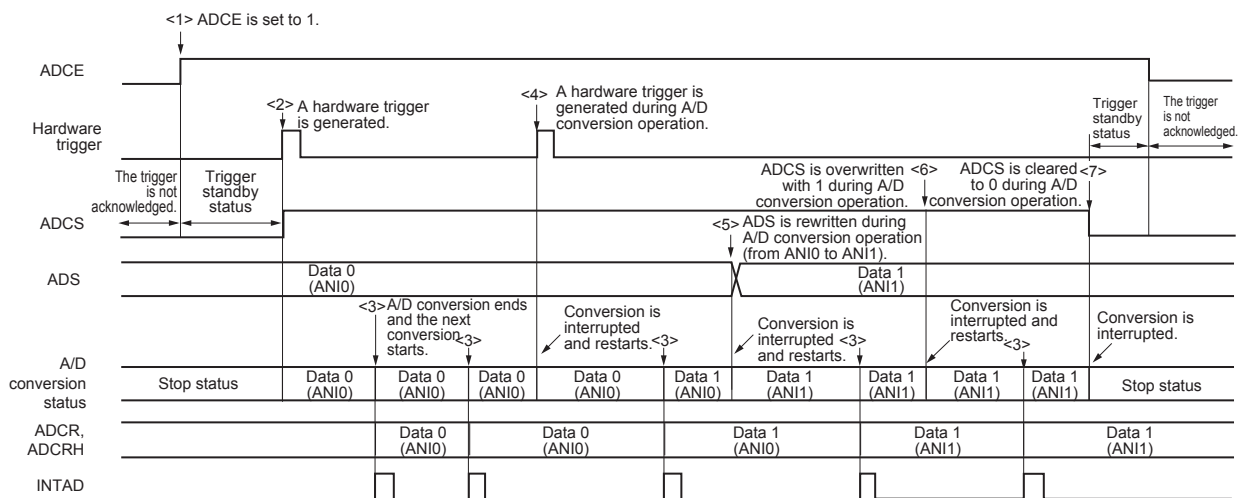 <1> ADCE is set to 1.
ADCE
<2> A hardware trigger
is generated.
<4> A hardware trigger is
generated during A/D
conversion operation.
Trigger
standby
status
The trigger
is not
acknowledged.
Hardware
trigger
The trigger
is not
acknowledged.
Trigger
standby
status
ADCS is overwritten <6>
with 1 during A/D
conversion operation.
ADCS is cleared <7>
to 0 during A/D
conversion operation.
ADCS
<5> ADS is rewritten during
A/D conversion operation
(from ANI0 to ANI1).
ADS
Data 0
(ANI0)
Data 1
(ANI1)
<3> A/D conversion ends
and the next
conversion
starts. <3>
Conversion is
interrupted
and restarts. <3>
Conversion is
interrupted <3>
and restarts.
Conversion is
interrupted and
restarts. <3>
Conversion is
interrupted.
A/D
conversion
status
Stop status
Data 0
(ANI0)
Data 0
(ANI0)
Data 0
(ANI0)
Data 0
(ANI0)
Data 1
(ANI0)
Data 1
(ANI1)
Data 1
(ANI1)
Data 1
(ANI1)
Data 1
(ANI1)
Stop status
ADCR,
ADCRH
Data 0
(ANI0)
Data 0
(ANI0)
Data 1
(ANI0)
Data 1
(ANI1)
Data 1
(ANI1)
INTAD